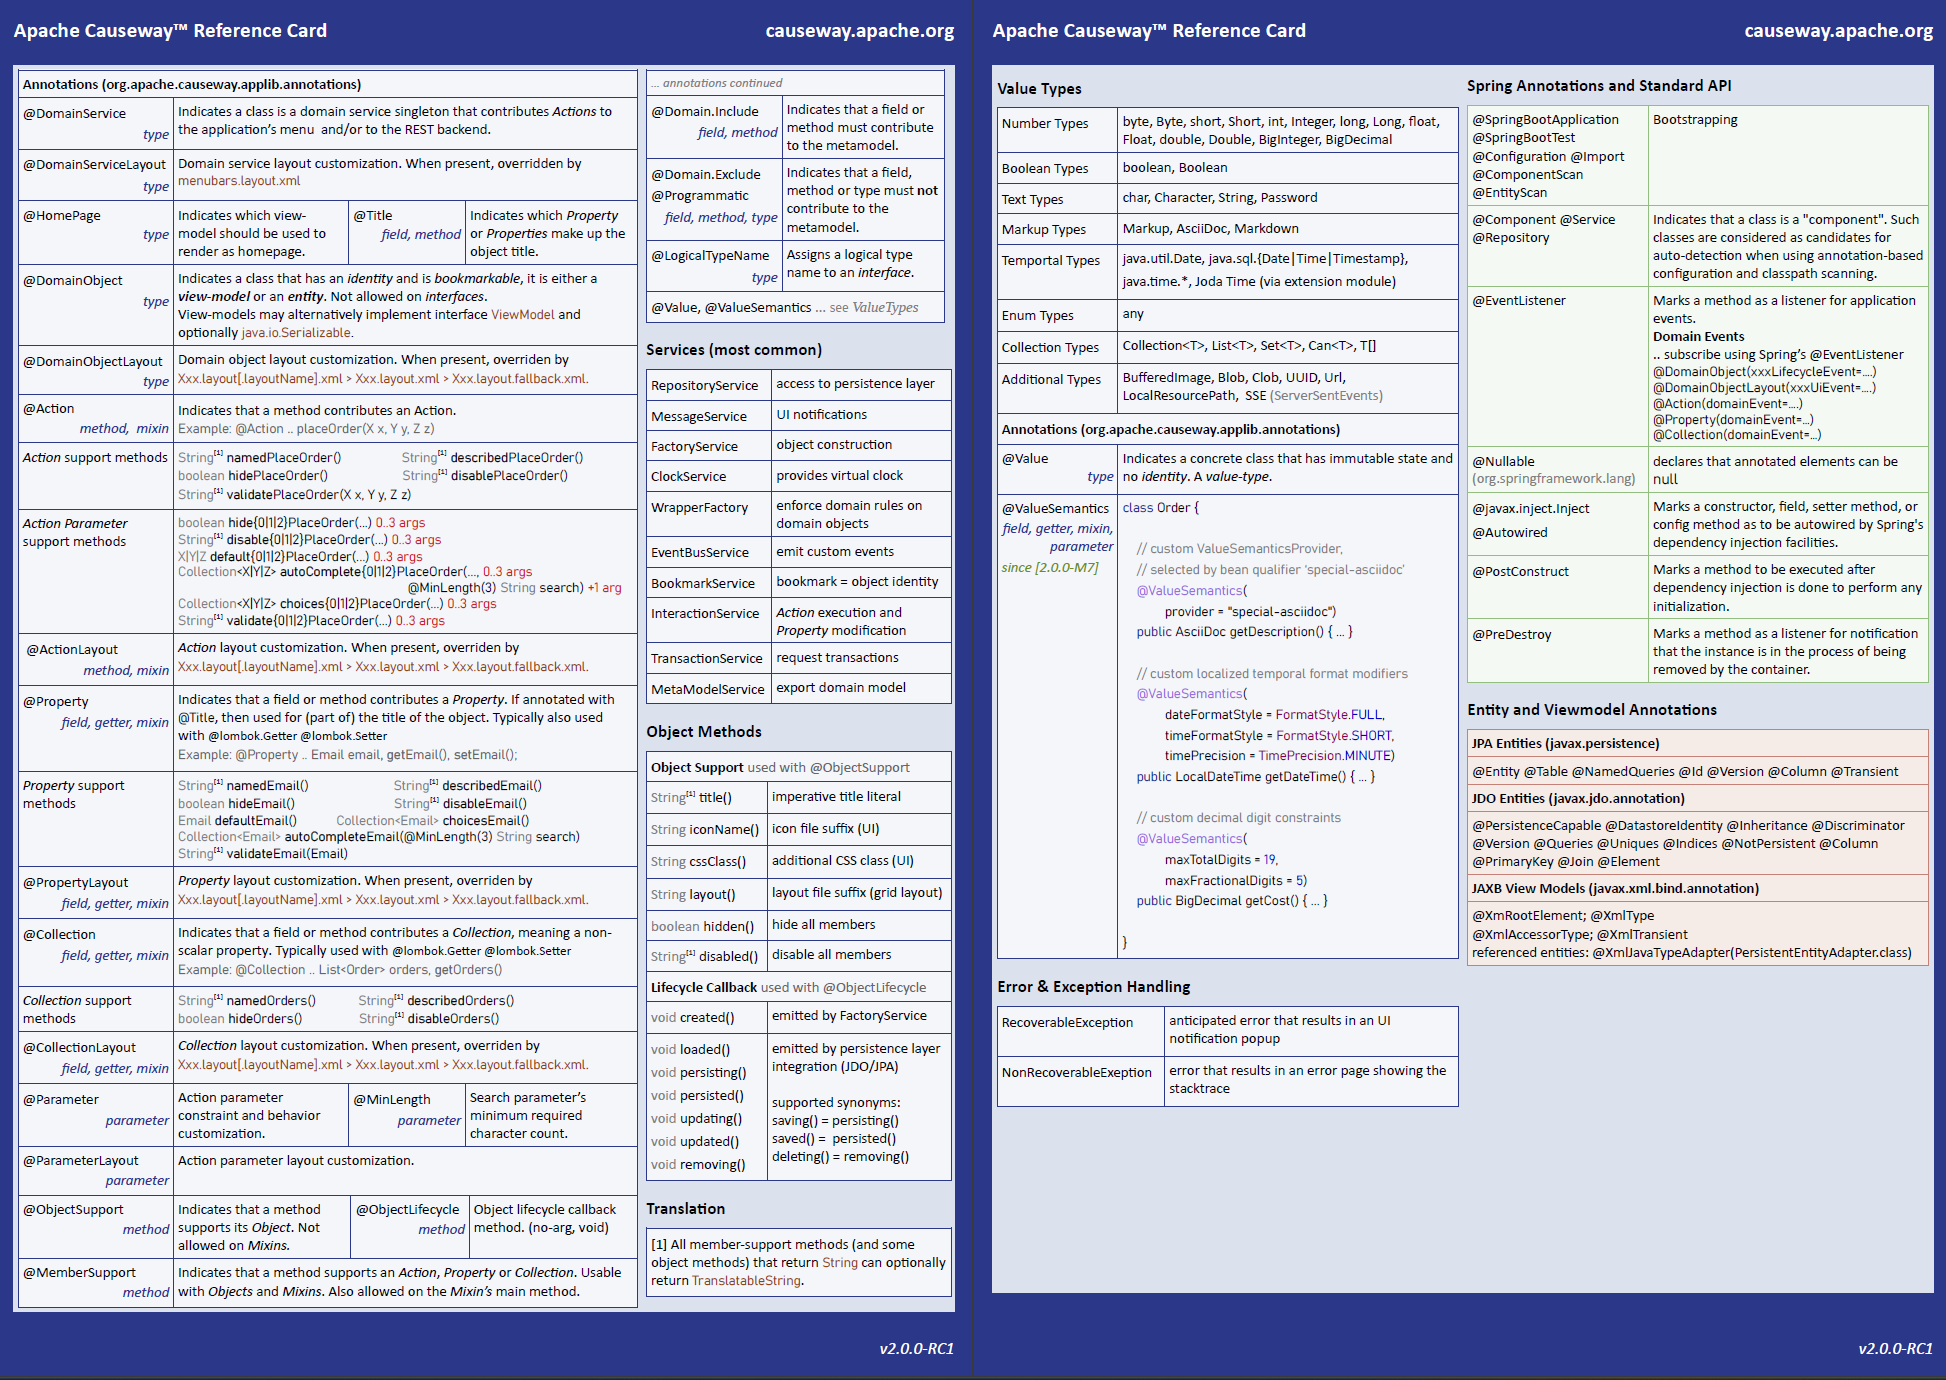 Apache Causeway™ Reference Card
causeway.apache.org
Annotations (org.apache.causeway.applib.annotations)
@DomainService
type
Indicates a class is a domain service singleton that contributes Actions to
the application's menu and/or to the REST backend.
@DomainServiceLayout
type
Domain service layout customization. When present, overridden by
menubars.layout.xml
@HomePage
type
Indicates which view-
model should be used to
render as homepage.
@Title
field, method
Indicates which Property
or Properties make up the
object title.
@DomainObject
type
Indicates a class that has an identity and is bookmarkable, it is either a
view-model or an entity. Not allowed on interfaces.
View-models may alternatively implement interface ViewModel and
optionally java.io.Serializable.
@DomainObjectLayout
type
Domain object layout customization. When present, overriden by
Xxx.layout[.layoutName].xml > Xxx.layout.xml > Xxx.layout.fallback.xml.
@Action
method, mixin
Indicates that a method contributes an Action.
Example: @Action .. placeOrder(X x, Y y, Z z)
Action support methods
String[1] namedPlaceOrder() String[1] describedPlaceOrder()
boolean hidePlaceOrder() String[1] disablePlaceOrder()
String[1] validatePlaceOrder(X x, Y y, Z z)
Action Parameter
support methods
boolean hide{0|1|2}PlaceOrder(...) 0..3 args
String[1] disable{0|1|2}PlaceOrder(...) 0..3 args
X|Y|Z default{0|1|2}PlaceOrder(...) 0..3 args
Collection<X|Y|Z> autoComplete{0|1|2}PlaceOrder(..., 0..3 args
@MinLength(3) String search) +1 arg
Collection<X|Y|Z> choices{0|1|2}PlaceOrder(...) 0..3 args
String[1] validate{0|1|2}PlaceOrder(...) 0..3 args
@ActionLayout
method, mixin
Action layout customization. When present, overriden by
Xxx.layout[.layoutName].xml > Xxx.layout.xml > Xxx.layout.fallback.xml.
@Property
field, getter, mixin
Indicates that a field or method contributes a Property. If annotated with
@Title, then used for (part of) the title of the object. Typically also used
with @lombok.Getter @lombok.Setter
Example: @Property .. Email email, getEmail(), setEmail();
Property support
methods
String[1] namedEmail() String[1] describedEmail()
boolean hideEmail() String[1] disableEmail()
Email defaultEmail() Collection<Email> choicesEmail()
Collection<Email> autoCompleteEmail(@MinLength(3) String search)
String[1] validateEmail(Email)
@PropertyLayout
field, getter, mixin
Property layout customization. When present, overriden by
Xxx.layout[.layoutName].xml > Xxx.layout.xml > Xxx.layout.fallback.xml.
@Collection
field, getter, mixin
Indicates that a field or method contributes a Collection, meaning a non-
scalar property. Typically used with @lombok.Getter @lombok.Setter
Example: @Collection .. List<Order> orders, getOrders()
Collection support
methods
String[1] namedOrders() String[1] describedOrders()
boolean hideOrders() String[1] disableOrders()
@CollectionLayout
field, getter, mixin
Collection layout customization. When present, overriden by
Xxx.layout[.layoutName].xml > Xxx.layout.xml > Xxx.layout.fallback.xml.
@Parameter
parameter
Action parameter
constraint and behavior
customization.
@MinLength
parameter
Search parameter's
minimum required
character count.
@ParameterLayout
parameter
Action parameter layout customization.
@ObjectSupport
method
Indicates that a method
supports its Object. Not
allowed on Mixins.
@ObjectLifecycle
method
Object lifecycle callback
method. (no-arg, void)
@MemberSupport
method
Indicates that a method supports an Action, Property or Collection. Usable
with Objects and Mixins. Also allowed on the Mixin's main method.
... annotations continued
@Domain.Include
field, method
Indicates that a field or
method must contribute
to the metamodel.
@Domain.Exclude
@Programmatic
field, method, type
Indicates that a field,
method or type must not
contribute to the
metamodel.
@LogicalTypeName
type
Assigns a logical type
name to an interface.
@Value, @ValueSemantics ... see ValueTypes
Services (most common)
RepositoryService
access to persistence layer
MessageService
UI notifications
FactoryService
object construction
ClockService
provides virtual clock
WrapperFactory
enforce domain rules on
domain objects
EventBusService
emit custom events
BookmarkService
bookmark = object identity
InteractionService
Action execution and
Property modification
TransactionService
request transactions
MetaModelService
export domain model
Object Methods
Object Support used with @ObjectSupport
String[1] title()
imperative title literal
String iconName()
icon file suffix (UI)
String cssClass()
additional CSS class (UI)
String layout()
layout file suffix (grid layout)
boolean hidden()
hide all members
String[1] disabled()
disable all members
Lifecycle Callback used with @ObjectLifecycle
void created()
emitted by FactoryService
void loaded()
void persisting()
void persisted()
void updating()
void updated()
void removing()
emitted by persistence layer
integration (JDO/JPA)
supported synonyms:
saving() = persisting()
saved() = persisted()
deleting() = removing()
Translation
[1] All member-support methods (and some
object methods) that return String can optionally
return TranslatableString.
v2.0.0-RC1
Apache Causeway™ Reference Card
causeway.apache.org
Value Types
Number Types
byte, Byte, short, Short, int, Integer, long, Long, float,
Float, double, Double, BigInteger, BigDecimal
Boolean Types
boolean, Boolean
Text Types
char, Character, String, Password
Markup Types
Markup, AsciiDoc, Markdown
Temportal Types
java.util.Date, java.sql.{Date|Time|Timestamp},
java.time.*, Joda Time (via extension module)
Enum Types
any
Collection Types
Collection<T>, List<T>, Set<T>, Can<T>, T[]
Additional Types
BufferedImage, Blob, Clob, UUID, Url,
LocalResourcePath, SSE (ServerSentEvents)
Annotations (org.apache.causeway.applib.annotations)
@Value
type
Indicates a concrete class that has immutable state and
no identity. A value-type.
@ValueSemantics
field, getter, mixin,
parameter
since [2.0.0-M7]
class Order {
// custom ValueSemanticsProvider,
// selected by bean qualifier 'special-asciidoc'
@ValueSemantics(
provider = "special-asciidoc")
public AsciiDoc getDescription() { ... }
// custom localized temporal format modifiers
@ValueSemantics(
dateFormatStyle = FormatStyle.FULL,
timeFormatStyle = FormatStyle.SHORT,
timePrecision = TimePrecision.MINUTE)
public LocalDateTime getDateTime() { ... }
// custom decimal digit constraints
@ValueSemantics(
maxTotalDigits = 19,
maxFractionalDigits = 5)
public BigDecimal getCost() { ... }
}
Error & Exception Handling
RecoverableException
anticipated error that results in an UI
notification popup
NonRecoverableExeption
error that results in an error page showing the
stacktrace
Spring Annotations and Standard API
@SpringBootApplication
@SpringBootTest
@Configuration @Import
@ComponentScan
@EntityScan
Bootstrapping
@Component @Service
@Repository
Indicates that a class is a "component". Such
classes are considered as candidates for
auto-detection when using annotation-based
configuration and classpath scanning.
@EventListener
Marks a method as a listener for application
events.
Domain Events
.. subscribe using Spring's @EventListener
@DomainObject(xxxLifecycleEvent=....)
@DomainObjectLayout(xxxUiEvent=....)
@Action(domainEvent=....)
@Property(domainEvent=...)
@Collection(domainEvent=...)
@Nullable
(org.springframework.lang)
declares that annotated elements can be
null
@javax.inject.Inject
@Autowired
Marks a constructor, field, setter method, or
config method as to be autowired by Spring's
dependency injection facilities.
@PostConstruct
Marks a method to be executed after
dependency injection is done to perform any
initialization.
@PreDestroy
Marks a method as a listener for notification
that the instance is in the process of being
removed by the container.
Entity and Viewmodel Annotations
JPA Entities (javax.persistence)
@Entity @Table @NamedQueries @Id @Version @Column @Transient
JDO Entities (javax.jdo.annotation)
@PersistenceCapable @DatastoreIdentity @Inheritance @Discriminator
@Version @Queries @Uniques @Indices @NotPersistent @Column
@PrimaryKey @Join @Element
JAXB View Models (javax.xml.bind.annotation)
@XmRootElement; @XmlType
@XmlAccessorType; @XmlTransient
referenced entities: @XmlJavaTypeAdapter(PersistentEntityAdapter.class)
v2.0.0-RC1